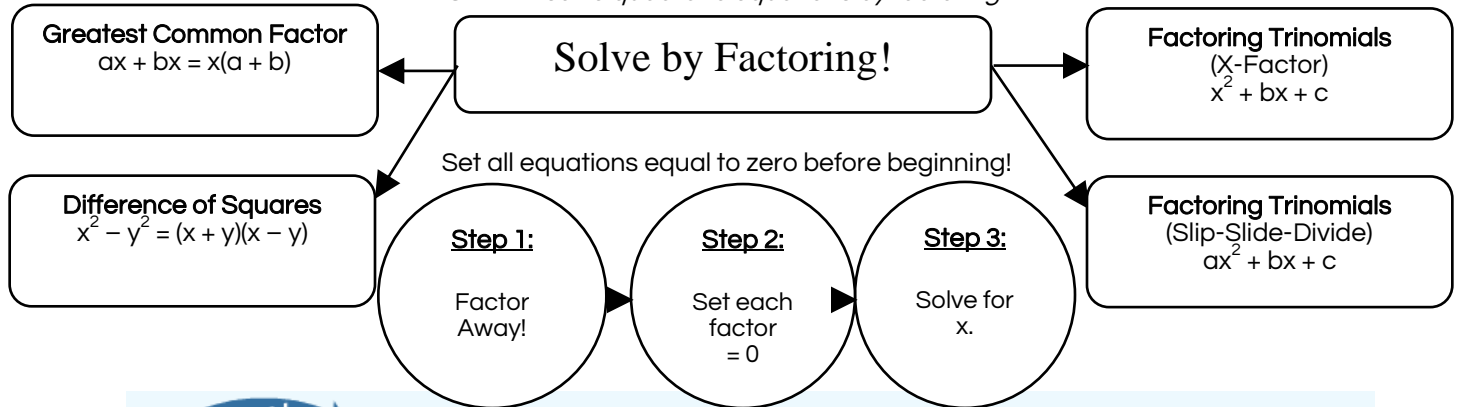 Solve by Factoring!
Greatest Common Factor
ax + bx = x(a + b)
Difference of Squares
x² – y² = (x + y)(x – y)
Factoring Trinomials
(X-Factor)
x² + bx + c
Factoring Trinomials
(Slip-Slide-Divide)
ax² + bx + c
Set all equations equal to zero before beginning!
Step 1:
Factor
Away!
Step 2:
Set each
factor
= 0
Step 3:
Solve for
x.